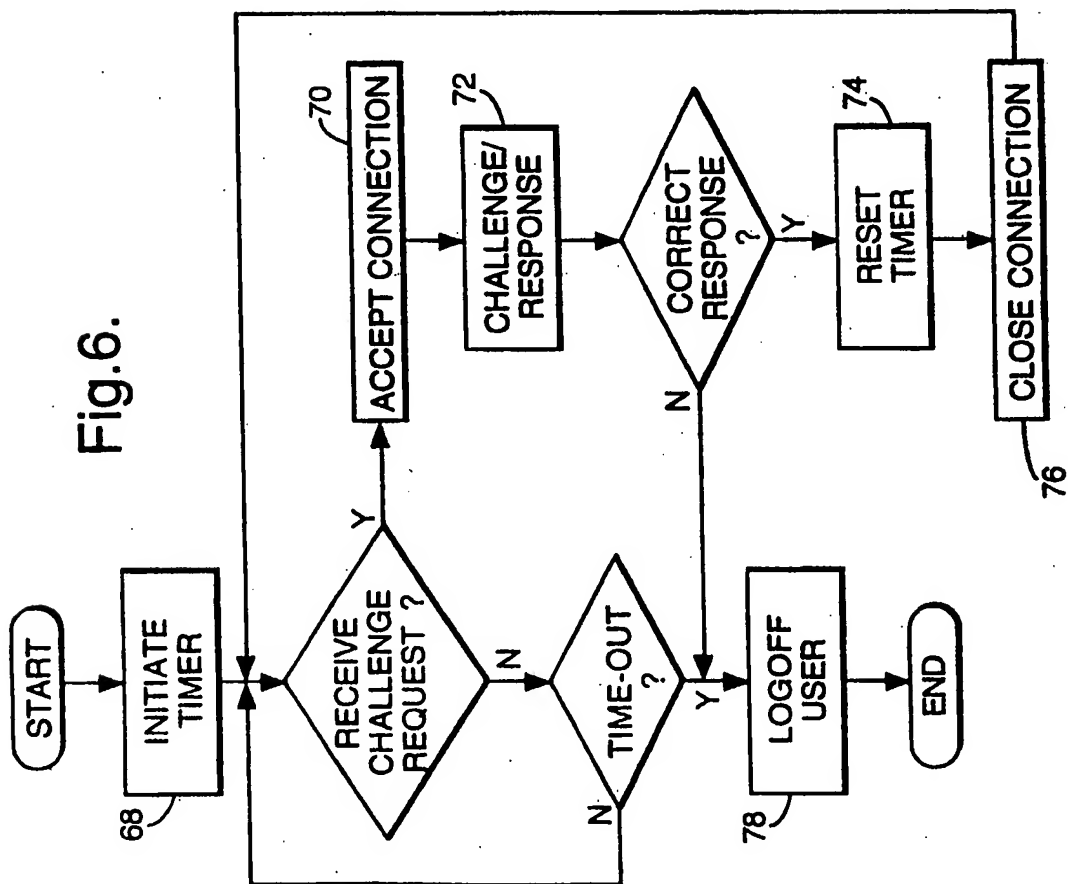 Fig.6.
START
INITIATE
TIMER
68
RECEIVE
CHALLENGE
REQUEST ?
Y
N
ACCEPT CONNECTION
70
CHALLENGE/
RESPONSE
72
CORRECT
RESPONSE
?
N
Y
RESET
TIMER
74
CLOSE CONNECTION
76
TIME-OUT
?
N
Y
LOGOFF
USER
78
END